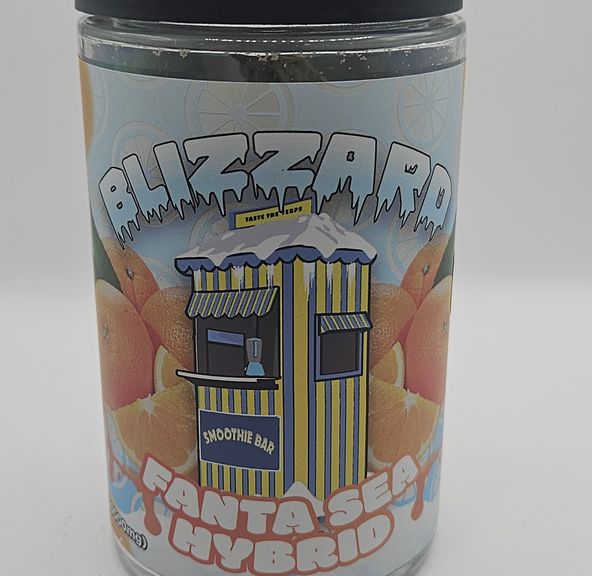 BLIZZARD
TASTE THE TERPS
SMOOTHIE BAR
FANTA SEA
HYBRID